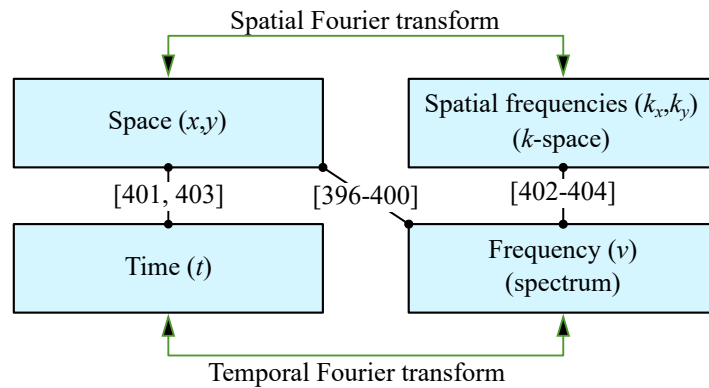 Spatial Fourier transform
Space (x,y)
Spatial frequencies (kx,ky)
(k-space)
[401, 403]
[396-400]
[402-404]
Time (t)
Frequency (ν)
(spectrum)
Temporal Fourier transform